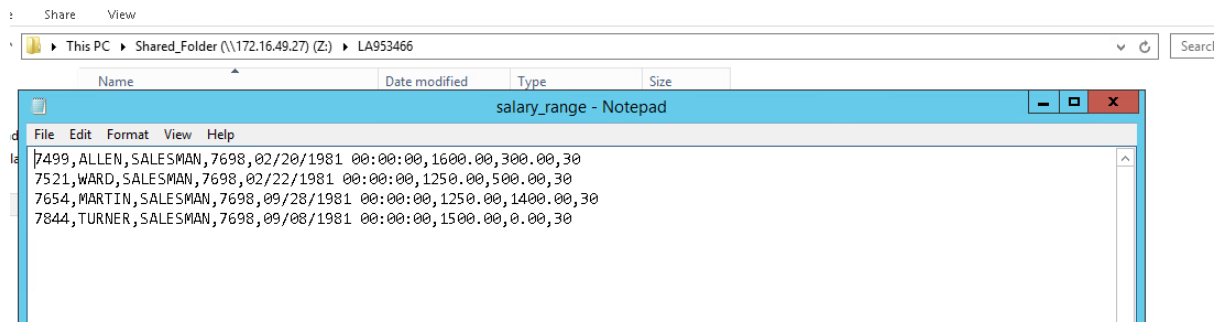 Share View
This PC Shared_Folder (\\172.16.49.27) (Z:) LA953466
Name Date modified Type Size
salary_range - Notepad
File Edit Format View Help
7499,ALLEN,SALESMAN,7698,02/20/1981 00:00:00,1600.00,300.00,30
7521,WARD,SALESMAN,7698,02/22/1981 00:00:00,1250.00,500.00,30
7654,MARTIN,SALESMAN,7698,09/28/1981 00:00:00,1250.00,1400.00,30
7844,TURNER,SALESMAN,7698,09/08/1981 00:00:00,1500.00,0.00,30